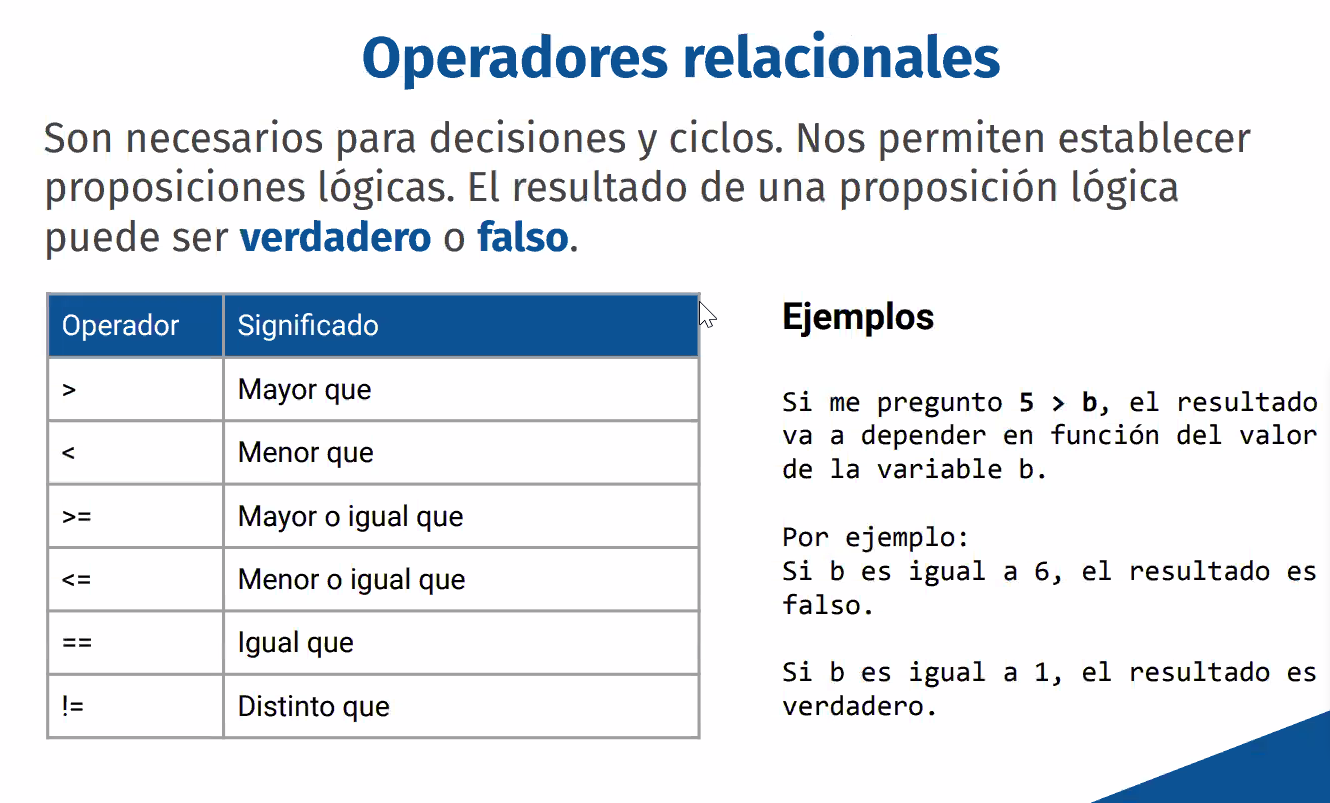 Operadores relacionales
Son necesarios para decisiones y ciclos. Nos permiten establecer
proposiciones lógicas. El resultado de una proposición lógica
puede ser verdadero o falso.
Operador Significado
> Mayor que
< Menor que
>= Mayor o igual que
<= Menor o igual que
== Igual que
!= Distinto que
Ejemplos
Si me pregunto 5 > b, el resultado
va a depender en función del valor
de la variable b.
Por ejemplo:
Si b es igual a 6, el resultado es
falso.
Si b es igual a 1, el resultado es
verdadero.